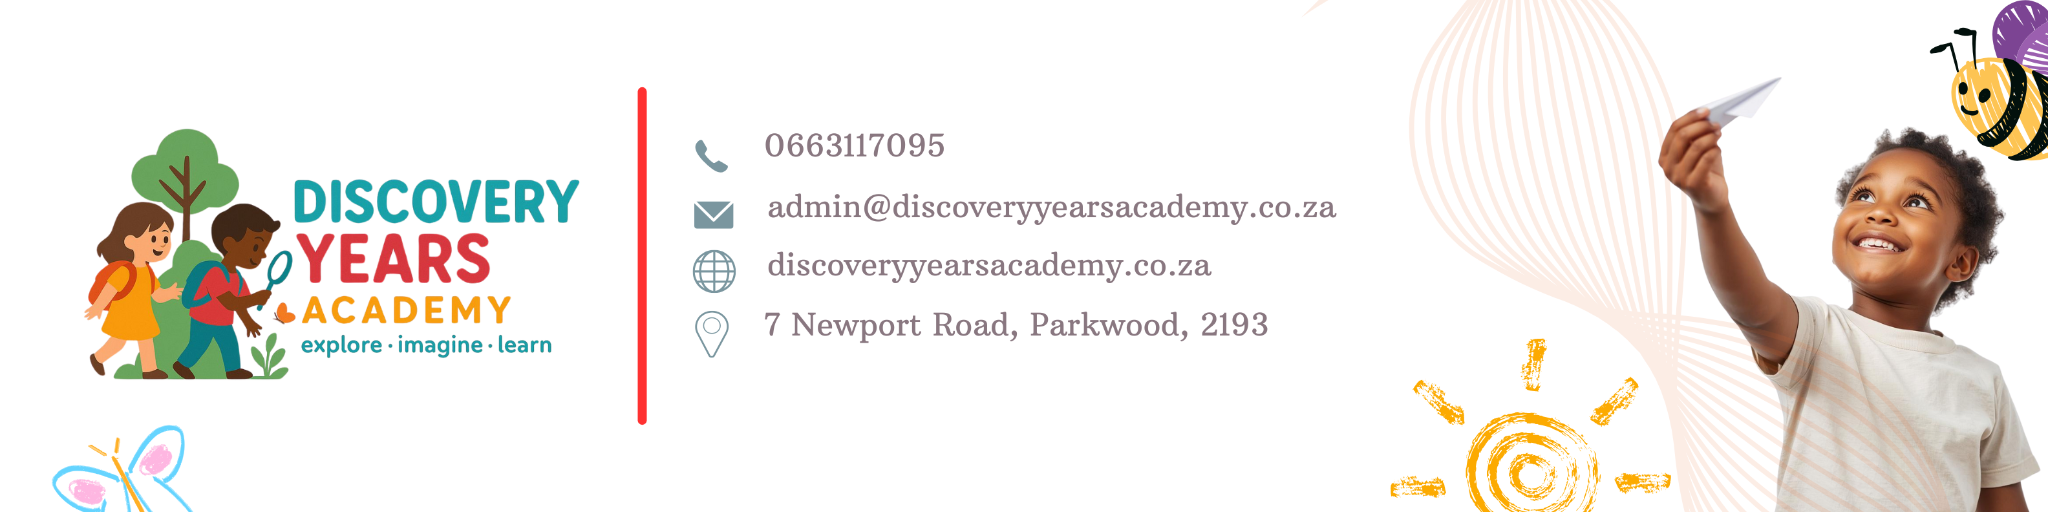 DISCOVERY
YEARS
ACADEMY
explore · imagine · learn
0663117095
admin@discoveryyearsacademy.co.za
discoveryyearsacademy.co.za
7 Newport Road, Parkwood, 2193